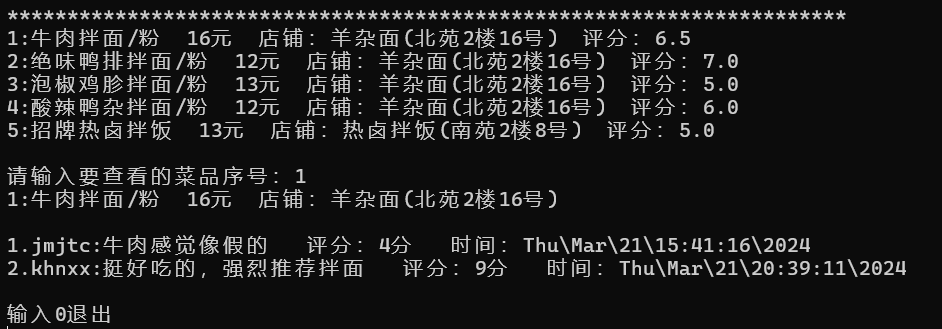 **********************************************************************
1:牛肉拌面/粉  16元  店铺: 羊杂面(北苑2楼16号)  评分: 6.5
2:绝味鸭排拌面/粉  12元  店铺: 羊杂面(北苑2楼16号)  评分: 7.0
3:泡椒鸡胗拌面/粉  13元  店铺: 羊杂面(北苑2楼16号)  评分: 5.0
4:酸辣鸭杂拌面/粉  12元  店铺: 羊杂面(北苑2楼16号)  评分: 6.0
5:招牌热卤拌饭  13元  店铺: 热卤拌饭(南苑2楼8号)  评分: 5.0
请输入要查看的菜品序号: 1
1:牛肉拌面/粉  16元  店铺: 羊杂面(北苑2楼16号)
1.jmjtc:牛肉感觉像假的   评分: 4分   时间: Thu\Mar\21\15:41:16\2024
2.khnxx:挺好吃的, 强烈推荐拌面   评分: 9分   时间: Thu\Mar\21\20:39:11\2024
输入0退出